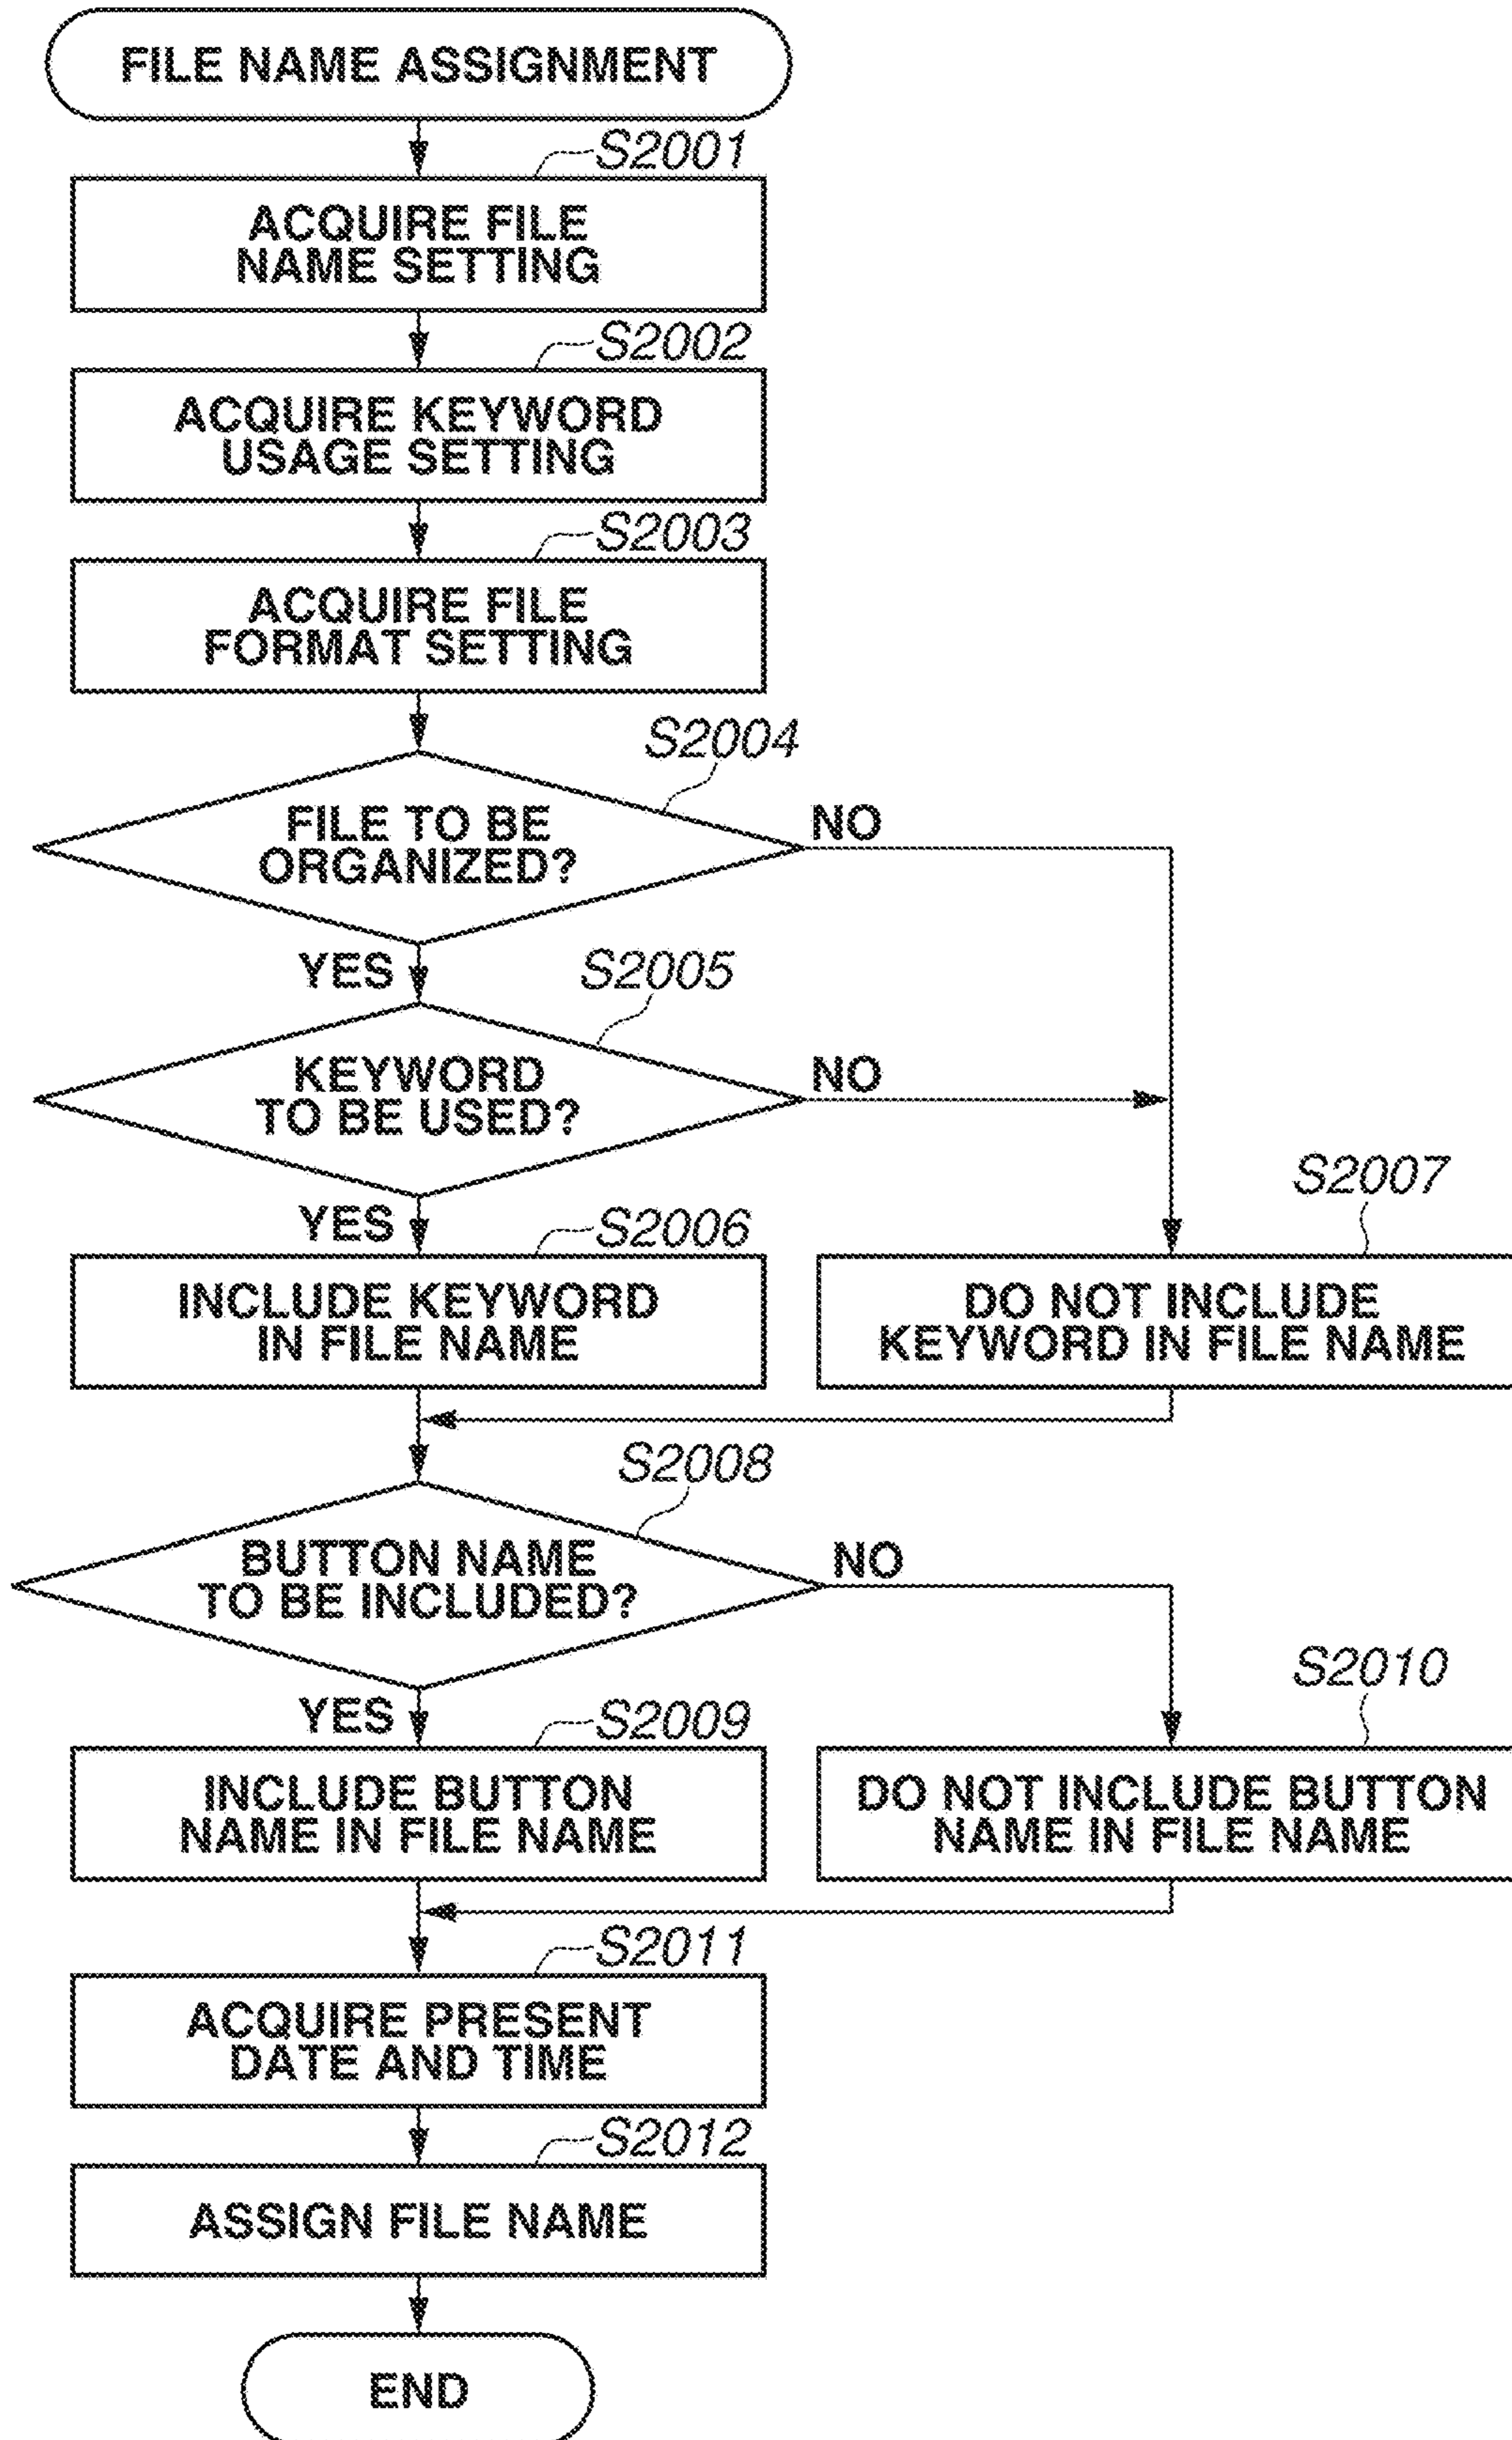 FILE NAME ASSIGNMENT
S2001
ACQUIRE FILE
NAME SETTING
S2002
ACQUIRE KEYWORD
USAGE SETTING
S2003
ACQUIRE FILE
FORMAT SETTING
S2004
FILE TO BE
ORGANIZED?
NO
YES
S2005
KEYWORD
TO BE USED?
NO
YES
S2006
INCLUDE KEYWORD
IN FILE NAME
S2007
DO NOT INCLUDE
KEYWORD IN FILE NAME
S2008
BUTTON NAME
TO BE INCLUDED?
NO
YES
S2009
INCLUDE BUTTON
NAME IN FILE NAME
S2010
DO NOT INCLUDE BUTTON
NAME IN FILE NAME
S2011
ACQUIRE PRESENT
DATE AND TIME
S2012
ASSIGN FILE NAME
END